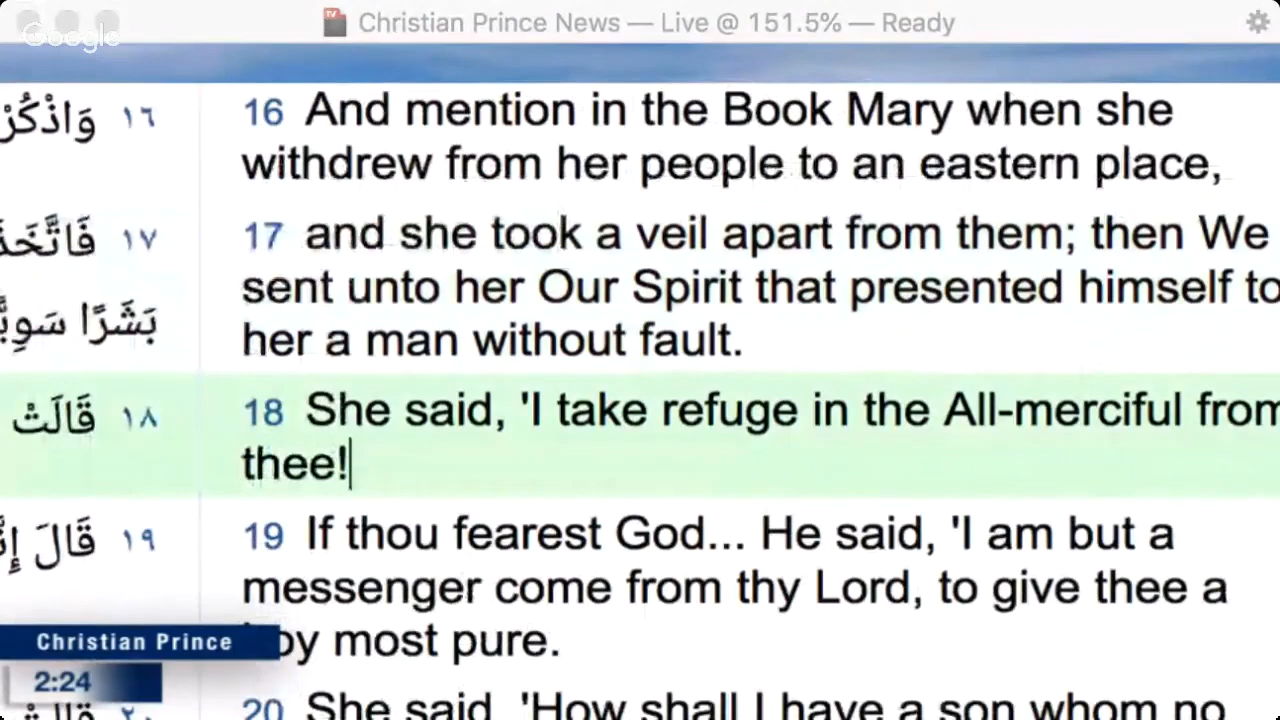 Google
Christian Prince News — Live @ 151.5% — Ready
١٦ وَاذْكُرْ
16 And mention in the Book Mary when she
withdrew from her people to an eastern place,
١٧
17 and she took a veil apart from them; then We
sent unto her Our Spirit that presented himself to
بَشَرًا
her a man without fault.
١٨ قَالَتْ
18 She said, 'I take refuge in the All-merciful from
thee!
١٩ قَالَ
19 If thou fearest God... He said, 'I am but a
messenger come from thy Lord, to give thee a
boy most pure.
Christian Prince
2:24
20 She said, 'How shall I have a son whom no